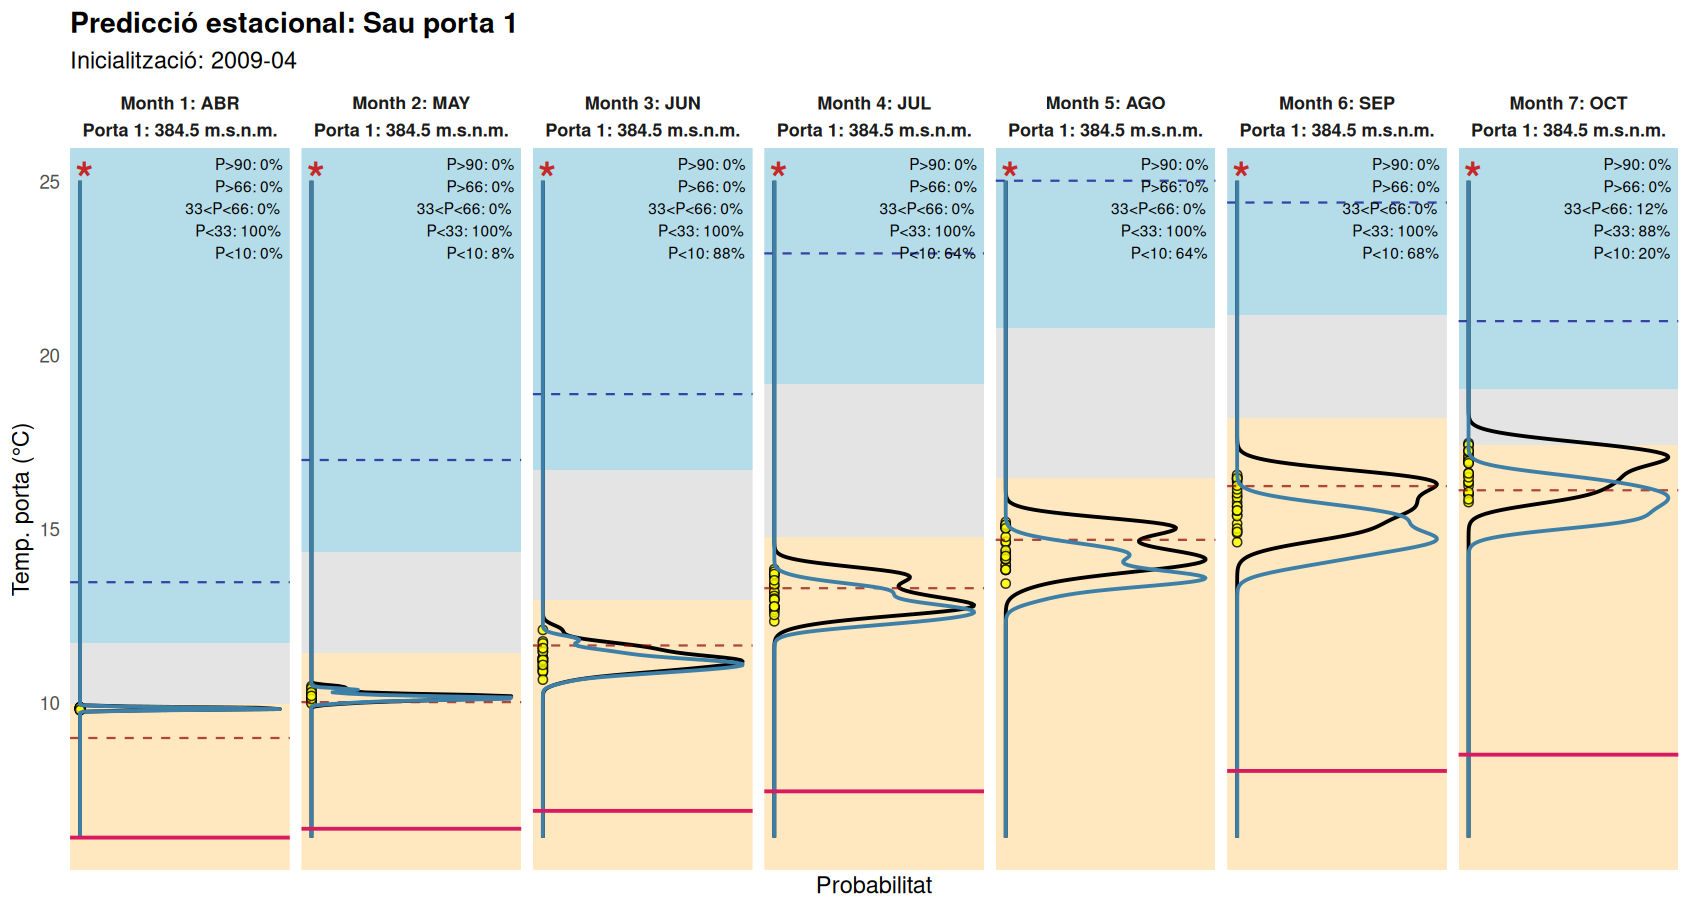 Predicció estacional: Sau porta 1
Inicialització: 2009-04
Month 1: ABR
Porta 1: 384.5 m.s.n.m.
Month 2: MAY
Porta 1: 384.5 m.s.n.m.
Month 3: JUN
Porta 1: 384.5 m.s.n.m.
Month 4: JUL
Porta 1: 384.5 m.s.n.m.
Month 5: AGO
Porta 1: 384.5 m.s.n.m.
Month 6: SEP
Porta 1: 384.5 m.s.n.m.
Month 7: OCT
Porta 1: 384.5 m.s.n.m.
*
P>90: 0%
P>66: 0%
33<P<66: 0%
P<33: 100%
P<10: 0%
*
P>90: 0%
P>66: 0%
33<P<66: 0%
P<33: 100%
P<10: 8%
*
P>90: 0%
P>66: 0%
33<P<66: 0%
P<33: 100%
P<10: 88%
*
P>90: 0%
P>66: 0%
33<P<66: 0%
P<33: 100%
P<10: 64%
*
P>90: 0%
P>66: 0%
33<P<66: 0%
P<33: 100%
P<10: 64%
*
P>90: 0%
P>66: 0%
33<P<66: 0%
P<33: 100%
P<10: 68%
*
P>90: 0%
P>66: 0%
33<P<66: 12%
P<33: 88%
P<10: 20%
25
20
15
10
Temp. porta (°C)
Probabilitat